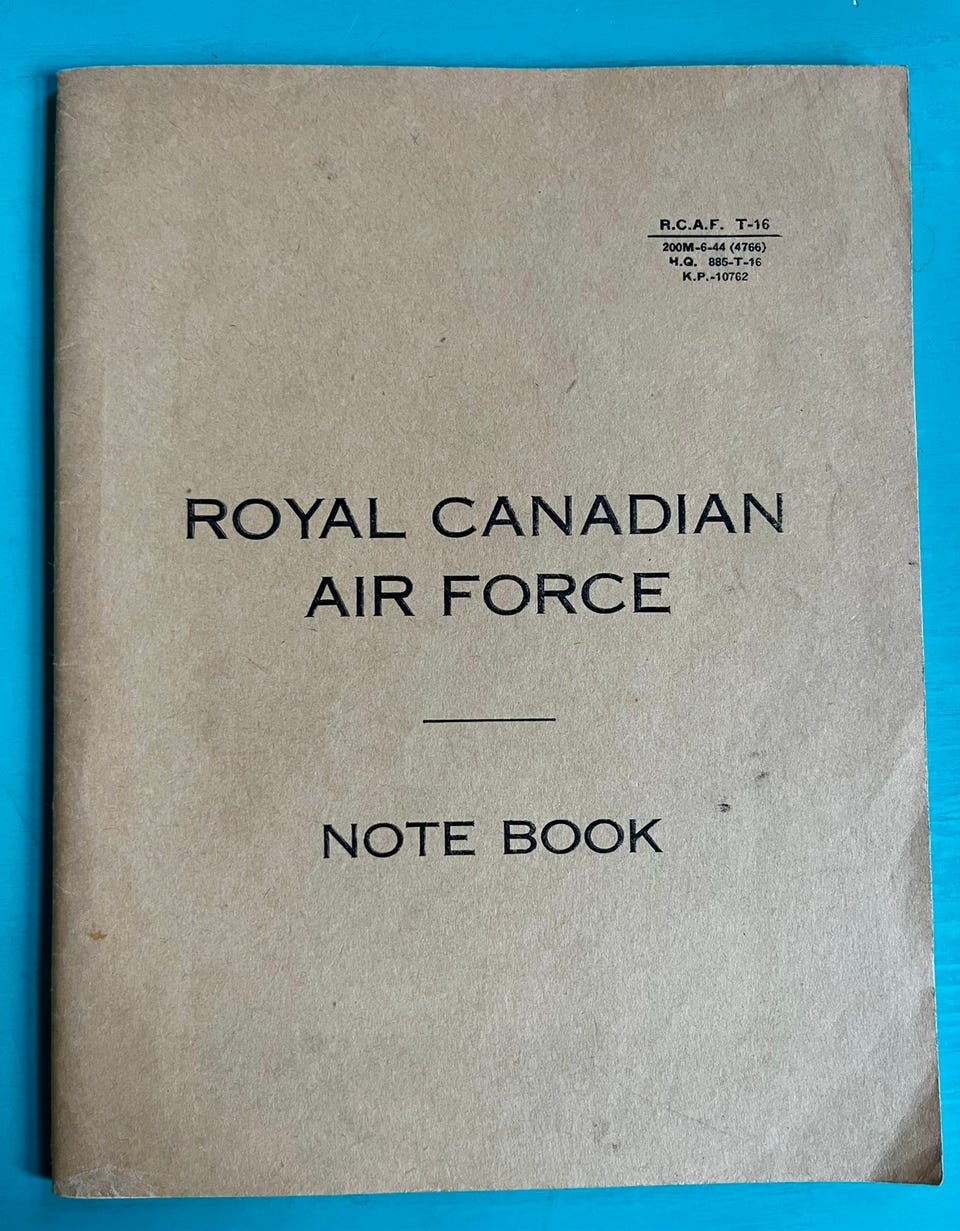 R.C.A.F. T-16
200M-6-44 (4766)
H.Q. 885-T-16
K.P.-10762
ROYAL CANADIAN
AIR FORCE
NOTE BOOK